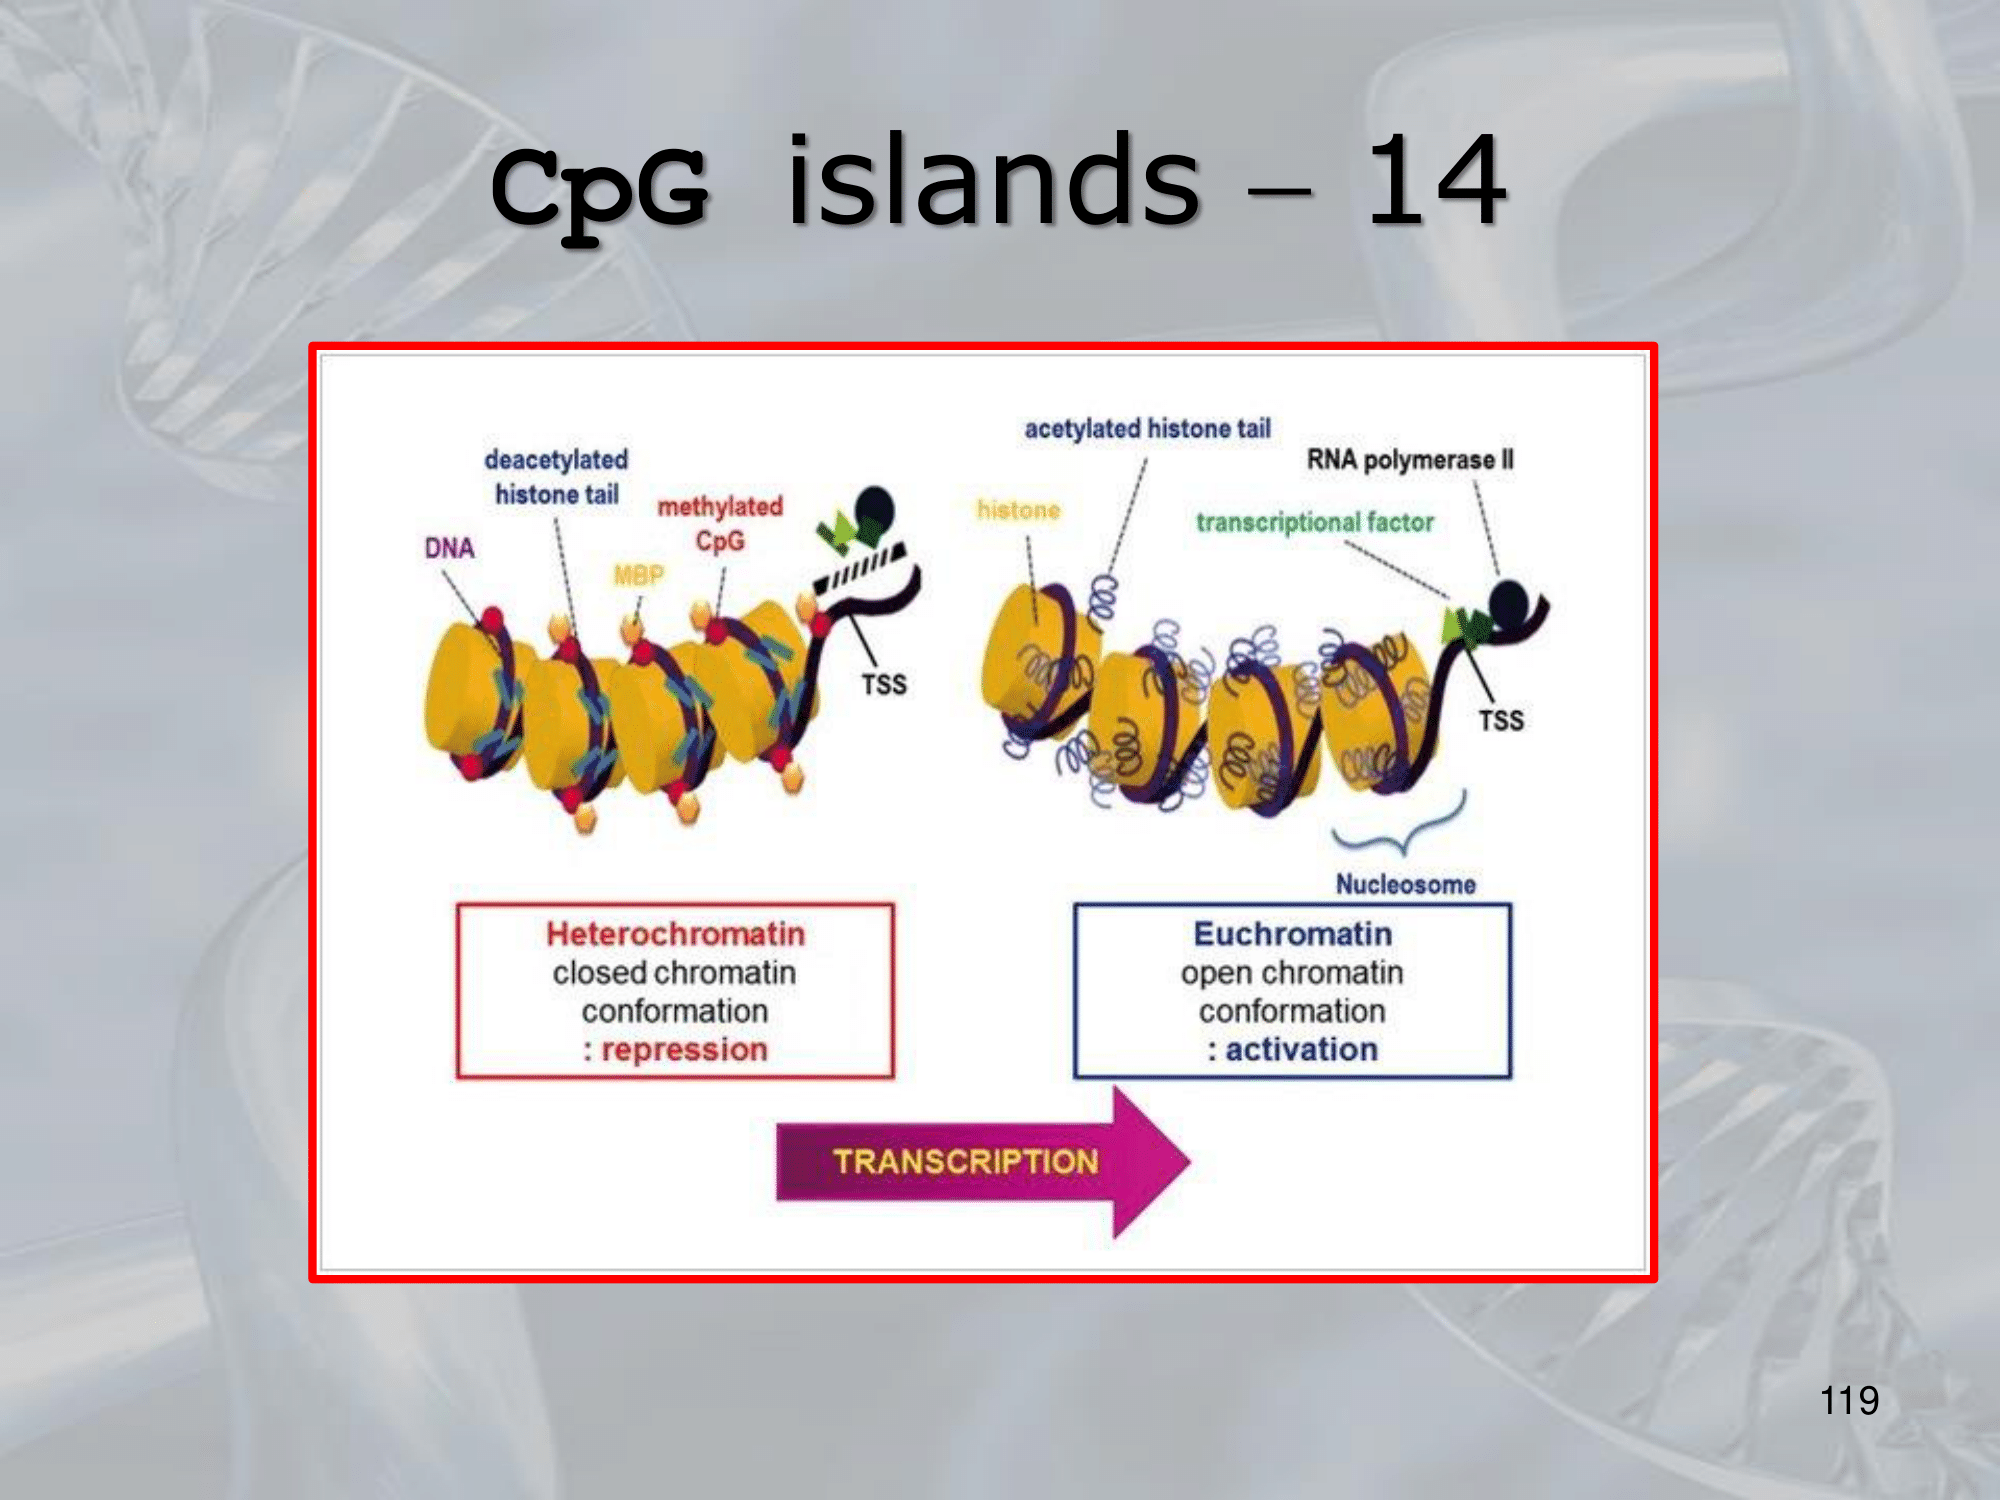 CpG islands – 14
deacetylated
histone tail
DNA
MBP
methylated
CpG
TSS
acetylated histone tail
RNA polymerase II
histone
transcriptional factor
TSS
Nucleosome
Heterochromatin
closed chromatin
conformation
: repression
Euchromatin
open chromatin
conformation
: activation
TRANSCRIPTION
119